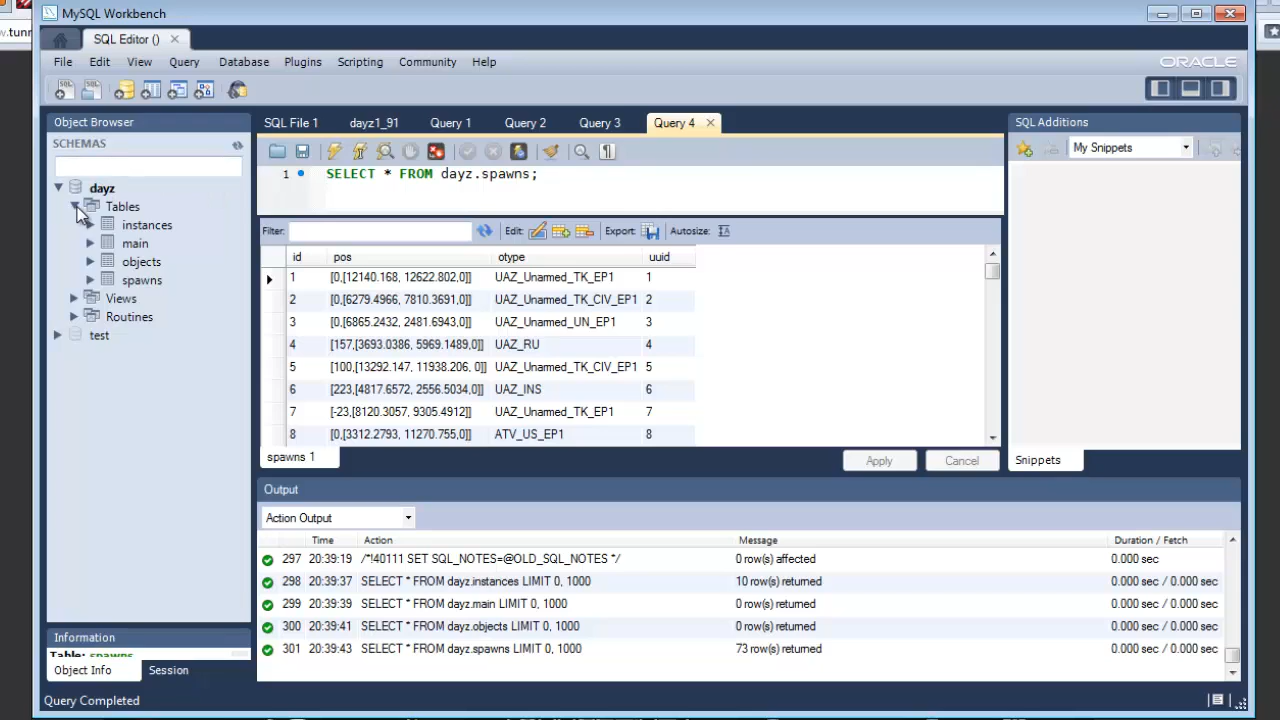 MySQL Workbench
w.tunn
SQL Editor ()
File Edit View Query Database Plugins Scripting Community Help
ORACLE
Object Browser
SCHEMAS
dayz
Tables
instances
main
objects
spawns
Views
Routines
test
Information
Object Info Session
Query Completed
SQL File 1 dayz1_91 Query 1 Query 2 Query 3 Query 4
1 SELECT * FROM dayz.spawns;
Filter: Edit: Export: Autosize:
id pos otype uuid
1 [0,[12140.168, 12622.802,0]] UAZ_Unamed_TK_EP1 1
2 [0,[6279.4966, 7810.3691,0]] UAZ_Unamed_TK_CIV_EP1 2
3 [0,[6865.2432, 2481.6943,0]] UAZ_Unamed_UN_EP1 3
4 [157,[3693.0386, 5969.1489,0]] UAZ_RU 4
5 [100,[13292.147, 11938.206, 0]] UAZ_Unamed_TK_CIV_EP1 5
6 [223,[4817.6572, 2556.5034,0]] UAZ_INS 6
7 [-23,[8120.3057, 9305.4912]] UAZ_Unamed_TK_EP1 7
8 [0,[3312.2793, 11270.755,0]] ATV_US_EP1 8
spawns 1 Apply Cancel
Output
Action Output
Time Action Message Duration / Fetch
297 20:39:19 /*!40111 SET SQL_NOTES=@OLD_SQL_NOTES */ 0 row(s) affected 0.000 sec
298 20:39:37 SELECT * FROM dayz.instances LIMIT 0, 1000 10 row(s) returned 0.000 sec / 0.000 sec
299 20:39:39 SELECT * FROM dayz.main LIMIT 0, 1000 0 row(s) returned 0.000 sec / 0.000 sec
300 20:39:41 SELECT * FROM dayz.objects LIMIT 0, 1000 0 row(s) returned 0.000 sec / 0.000 sec
301 20:39:43 SELECT * FROM dayz.spawns LIMIT 0, 1000 73 row(s) returned 0.000 sec / 0.000 sec
SQL Additions
My Snippets
Snippets